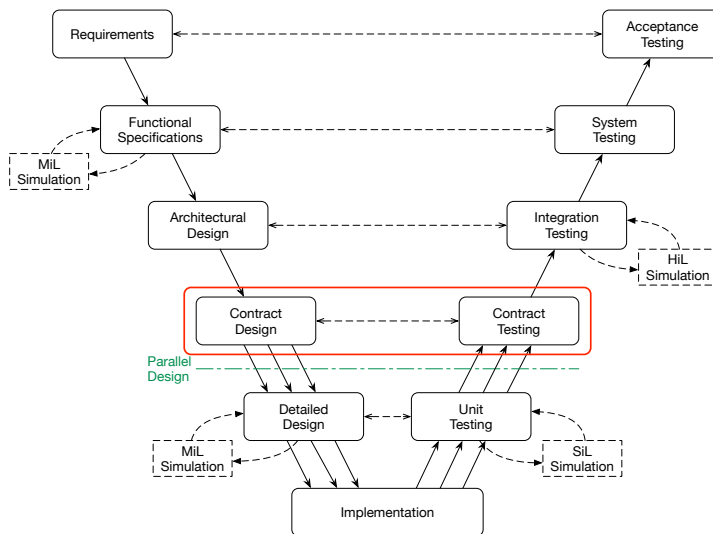 Requirements
Acceptance
Testing
Functional
Specifications
System
Testing
MiL
Simulation
Architectural
Design
Integration
Testing
HiL
Simulation
Contract
Design
Contract
Testing
Parallel
Design
Detailed
Design
Unit
Testing
MiL
Simulation
SiL
Simulation
Implementation